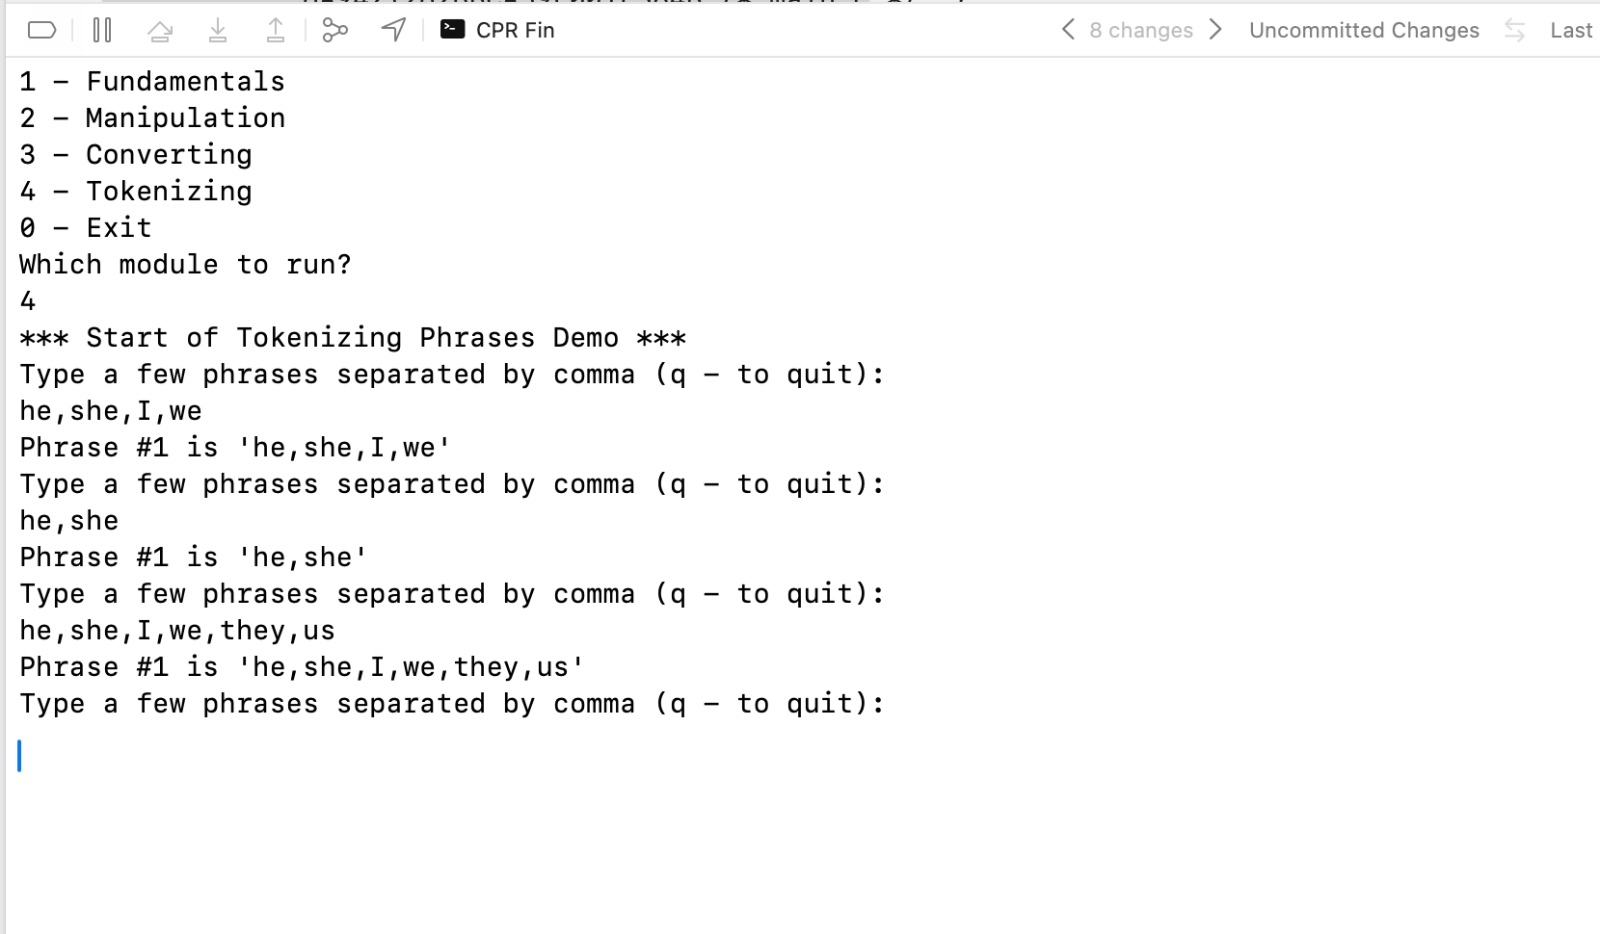 CPR Fin
8 changes
Uncommitted Changes
Last
1 – Fundamentals
2 – Manipulation
3 – Converting
4 – Tokenizing
0 – Exit
Which module to run?
4
*** Start of Tokenizing Phrases Demo ***
Type a few phrases separated by comma (q – to quit):
he,she,I,we
Phrase #1 is 'he,she,I,we'
Type a few phrases separated by comma (q – to quit):
he,she
Phrase #1 is 'he,she'
Type a few phrases separated by comma (q – to quit):
he,she,I,we,they,us
Phrase #1 is 'he,she,I,we,they,us'
Type a few phrases separated by comma (q – to quit):